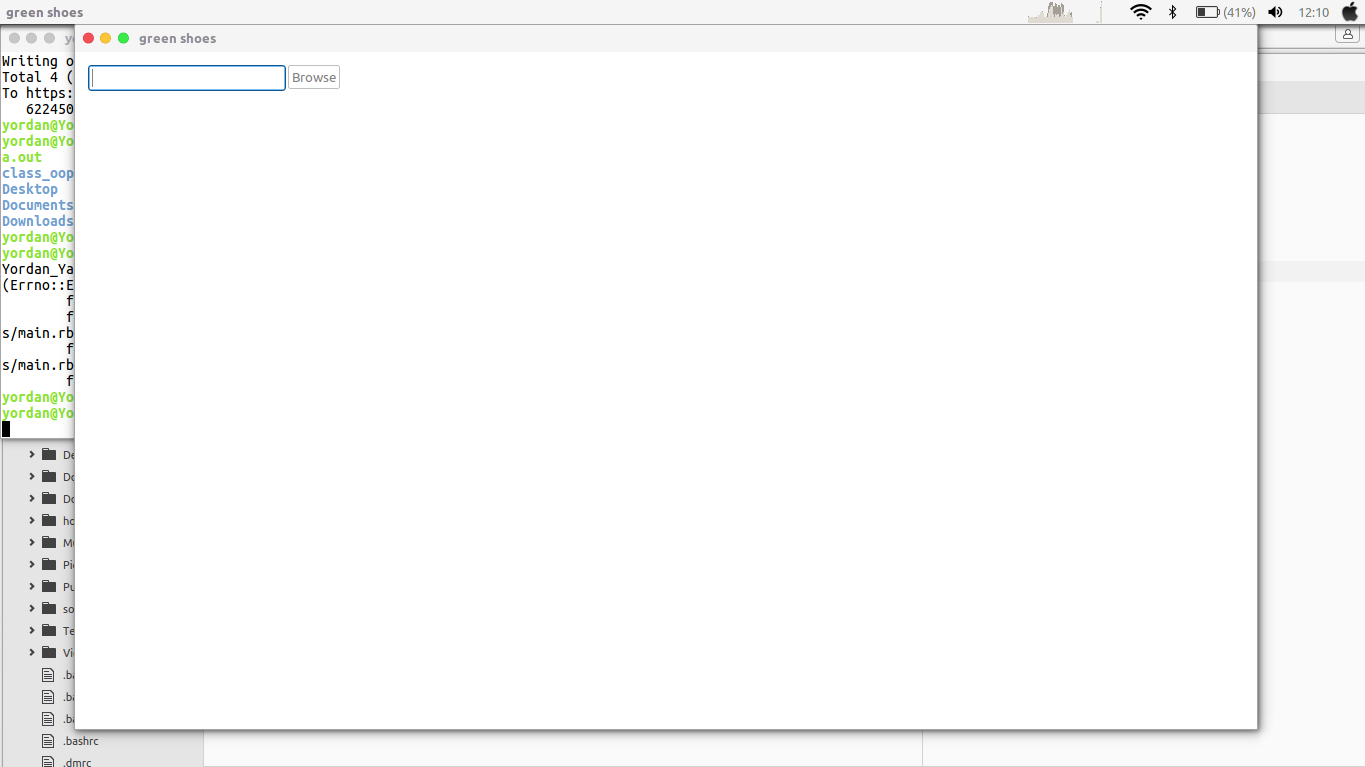 green shoes
(41%)
12:10
green shoes
Browse
Writing o
Total 4 (
To https:
622450
yordan@Yo
yordan@Yo
a.out
class_oop
Desktop
Documents
Downloads
yordan@Yo
yordan@Yo
Yordan_Ya
(Errno::E
f
f
s/main.rb
f
s/main.rb
f
yordan@Yo
yordan@Yo
De
Do
Do
ho
Mu
Pic
Pu
so
Te
Vi
.ba
.ba
.ba
.bashrc
.dmrc